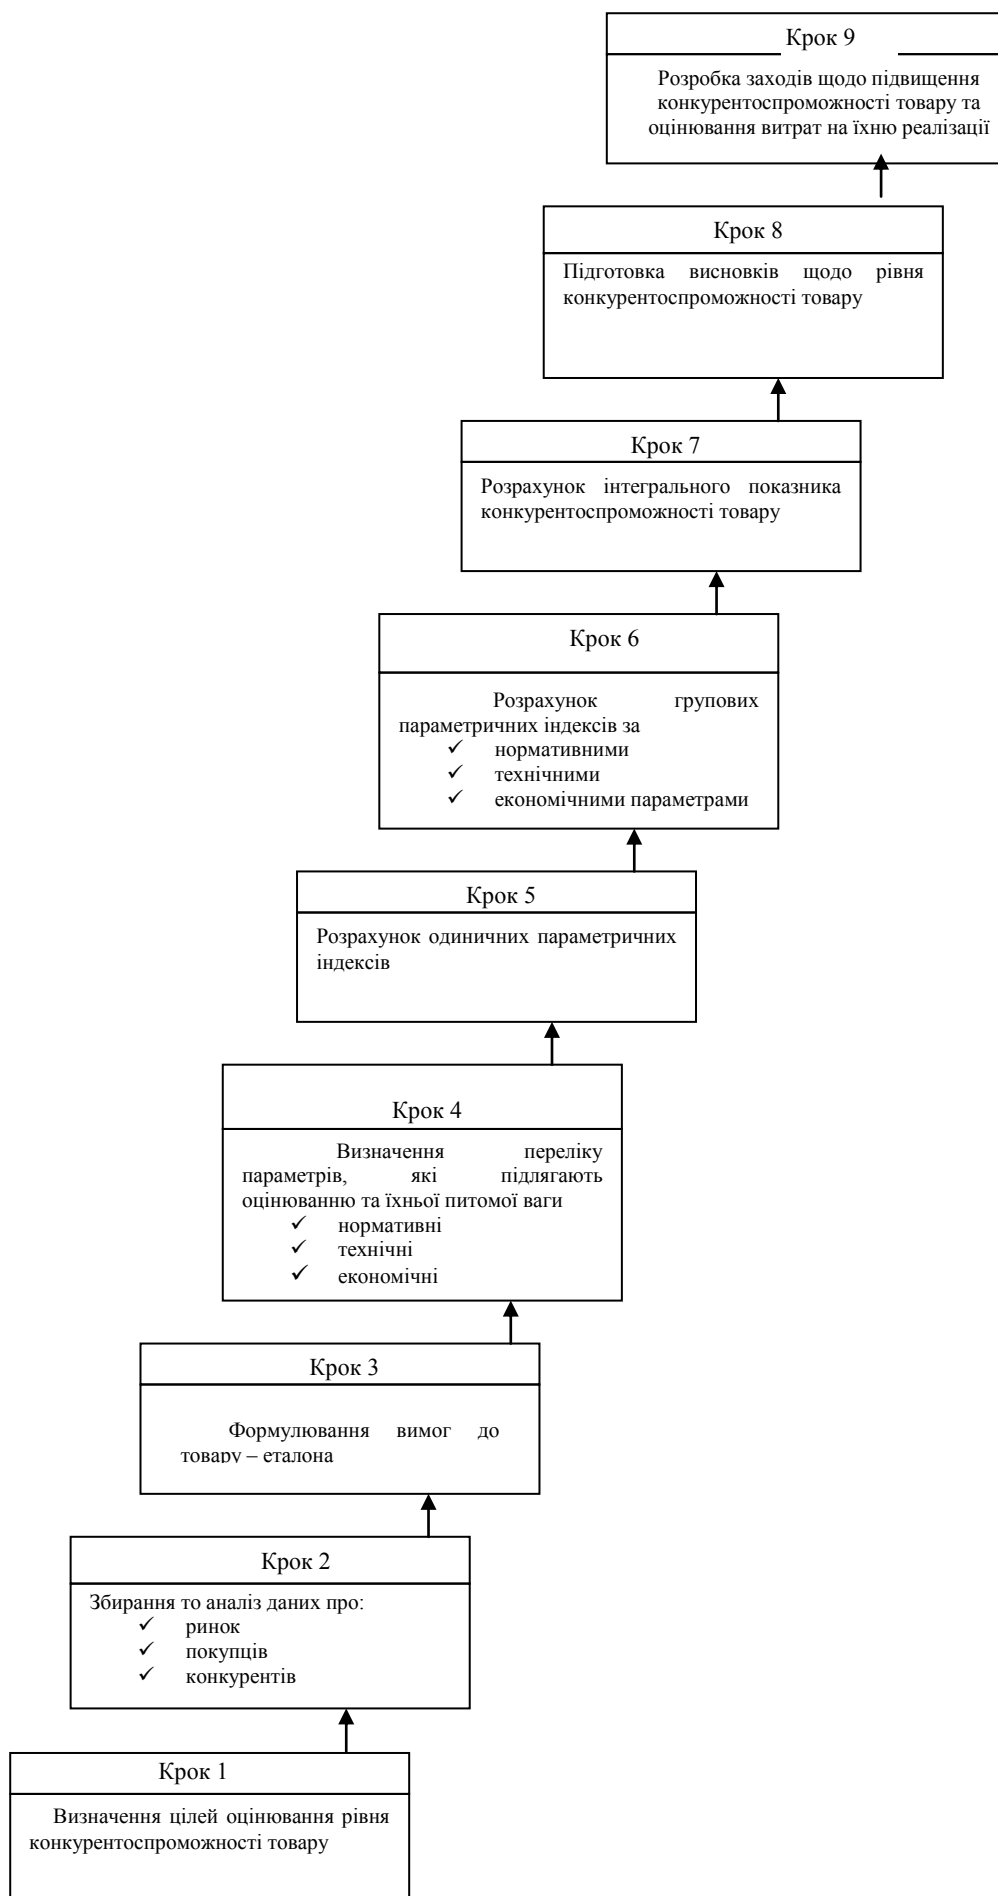 Крок 9
Розробка заходів щодо підвищення
конкурентоспроможності товару та
оцінювання витрат на їхню реалізації
Крок 8
Підготовка висновків щодо рівня
конкурентоспроможності товару
Крок 7
Розрахунок інтегрального показника
конкурентоспроможності товару
Крок 6
Розрахунок групових
параметричних індексів за
✓ нормативними
✓ технічними
✓ економічними параметрами
Крок 5
Розрахунок одиничних параметричних
індексів
Крок 4
Визначення переліку
параметрів, які підлягають
оцінюванню та їхньої питомої ваги
✓ нормативні
✓ технічні
✓ економічні
Крок 3
Формулювання вимог до
товару – еталона
Крок 2
Збирання то аналіз даних про:
✓ ринок
✓ покупців
✓ конкурентів
Крок 1
Визначення цілей оцінювання рівня
конкурентоспроможності товару